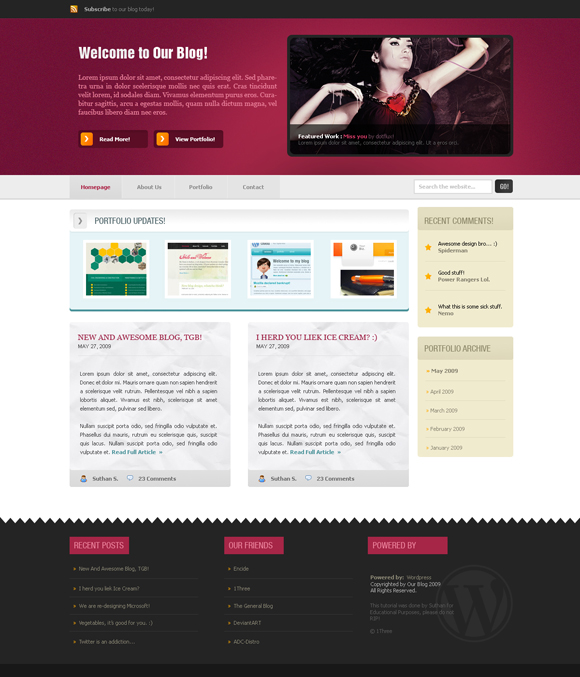 Subscribe to our blog today!
Welcome to Our Blog!
Lorem ipsum dolor sit amet, consectetur adipiscing elit. Sed phare-
tra urna in dolor scelerisque mollis nec quis erat. Cras tincidunt
velit lorem, id sodales diam. Vivamus elementum purus eros. Cura-
bitur sagittis, arcu a egestas mollis, quam nulla dictum magna, vel
faucibus libero diam nec eros.
Read More!
View Portfolio!
Featured Work : Miss you by dotflux!
Lorem ipsum dolor sit amet, consectetur adipiscing elit. Ut a eros orci.
Homepage
About Us
Portfolio
Contact
Search the website...
GO!
PORTFOLIO UPDATES!
Welcome to my blog
NEW AND AWESOME BLOG, TGB!
MAY 27, 2009
Lorem ipsum dolor sit amet, consectetur adipiscing elit.
Donec et dolor mi. Mauris ornare quam non sapien hendrerit
a scelerisque velit rutrum. Pellentesque vel nibh a sapien
lobortis aliquet. Vivamus est nibh, scelerisque sit amet
elementum sed, pulvinar sed libero.
Nullam suscipit porta odio, sed fringilla odio vulputate et.
Phasellus dui mauris, rutrum eu scelerisque quis, suscipit
quis lacus. Nullam suscipit porta odio, sed fringilla odio
vulputate et. Read Full Article »
Suthan S.
23 Comments
I HERD YOU LIEK ICE CREAM? :)
MAY 27, 2009
Lorem ipsum dolor sit amet, consectetur adipiscing elit.
Donec et dolor mi. Mauris ornare quam non sapien hendrerit
a scelerisque velit rutrum. Pellentesque vel nibh a sapien
lobortis aliquet. Vivamus est nibh, scelerisque sit amet
elementum sed, pulvinar sed libero.
Nullam suscipit porta odio, sed fringilla odio vulputate et.
Phasellus dui mauris, rutrum eu scelerisque quis, suscipit
quis lacus. Nullam suscipit porta odio, sed fringilla odio
vulputate et. Read Full Article »
Suthan S.
23 Comments
RECENT COMMENTS!
Awesome design bro.... :)
Spiderman
Good stuff!
Power Rangers Lol.
What this is some sick stuff.
Nemo
PORTFOLIO ARCHIVE
» May 2009
» April 2009
» March 2009
» February 2009
» January 2009
RECENT POSTS
New And Awesome Blog, TGB!
I herd you liek Ice Cream?
We are re-designing Microsoft!
Vegetables, it's good for you. :)
Twitter is an addiction...
OUR FRIENDS
Encide
13three
The General Blog
DeviantART
ADC-Distro
POWERED BY
Powered by: Wordpress
Copyrighted by Our Blog 2009
All Rights Reserved.
This tutorial was done by Suthan for
Educational Purposes, please do not
RIP!
© 13Three